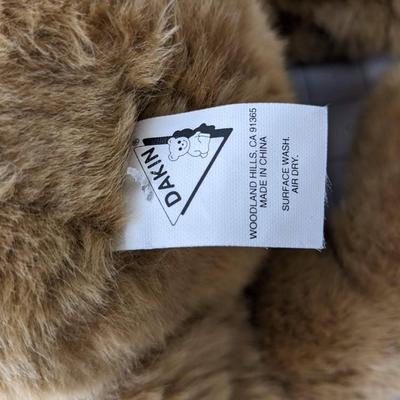 DAKIN®
WOODLAND HILLS, CA 91365
MADE IN CHINA
SURFACE WASH.
AIR DRY.